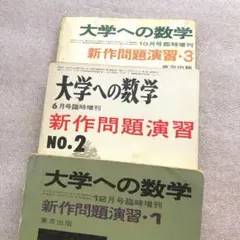 大学への数学
10月号臨時増刊
新作問題演習・3
東京出版
大学への数学
6月号臨時増刊
新作問題演習
NO.2
大学への数学
12月号臨時増刊
新作問題演習・1
東京出版